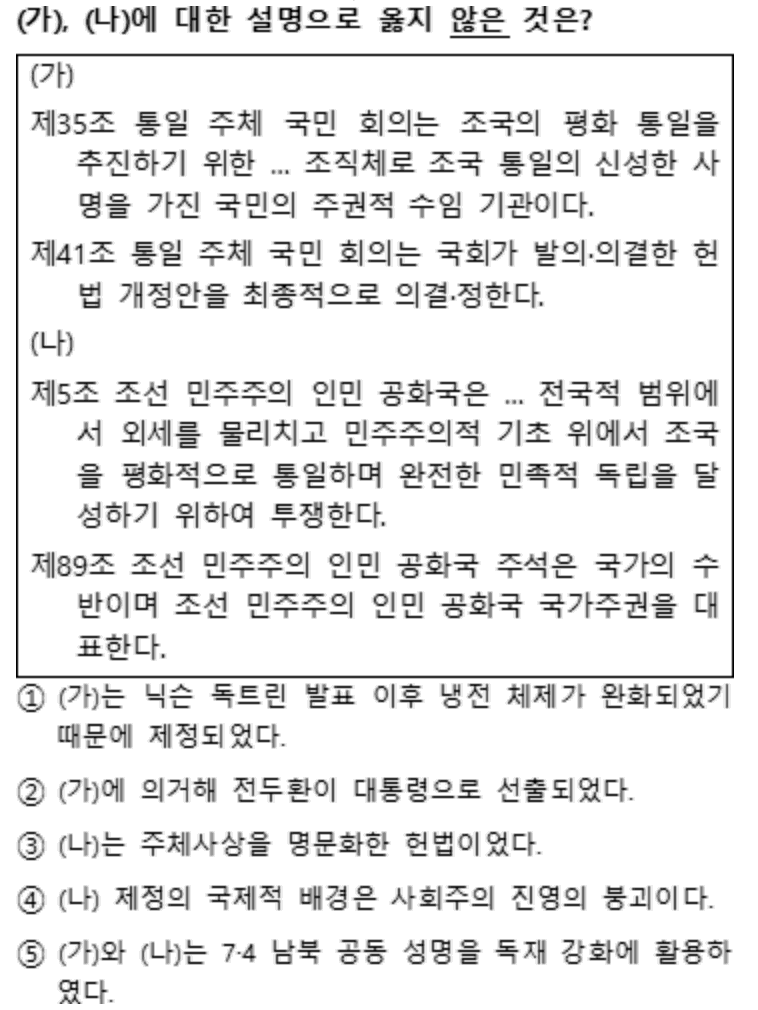 (가), (나)에 대한 설명으로 옳지 않은 것은?
(가)
제35조 통일 주체 국민 회의는 조국의 평화 통일을
추진하기 위한 ... 조직체로 조국 통일의 신성한 사
명을 가진 국민의 주권적 수임 기관이다.
제41조 통일 주체 국민 회의는 국회가 발의·의결한 헌
법 개정안을 최종적으로 의결·정한다.
(나)
제5조 조선 민주주의 인민 공화국은 ... 전국적 범위에
서 외세를 물리치고 민주주의적 기초 위에서 조국
을 평화적으로 통일하며 완전한 민족적 독립을 달
성하기 위하여 투쟁한다.
제89조 조선 민주주의 인민 공화국 주석은 국가의 수
반이며 조선 민주주의 인민 공화국 국가주권을 대
표한다.
① (가)는 닉슨 독트린 발표 이후 냉전 체제가 완화되었기
때문에 제정되었다.
② (가)에 의거해 전두환이 대통령으로 선출되었다.
③ (나)는 주체사상을 명문화한 헌법이었다.
④ (나) 제정의 국제적 배경은 사회주의 진영의 붕괴이다.
⑤ (가)와 (나)는 7·4 남북 공동 성명을 독재 강화에 활용하
였다.